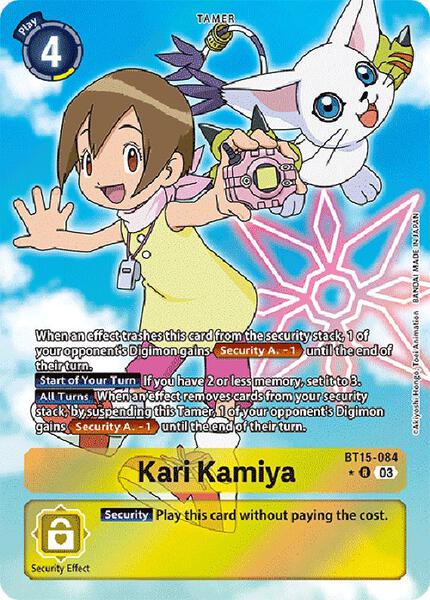 Play
4
TAMER
When an effect trashes this card from the security stack, 1 of
your opponent's Digimon gains Security A. -1 until the end of
their turn.
Start of Your Turn If you have 2 or less memory, set it to 3.
All Turns When an effect removes cards from your security
stack, by suspending this Tamer, 1 of your opponent's Digimon
gains Security A. -1 until the end of their turn.
©Akiyoshi Hongo, Toei Animation BANDAI MADE IN JAPAN
BT15-084
Kari Kamiya
R 03
Security Play this card without paying the cost.
Security Effect